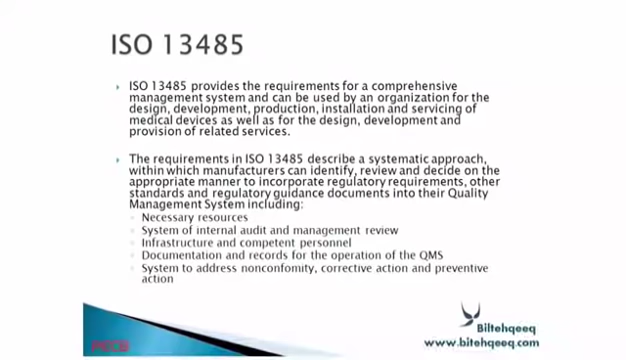 ISO 13485
ISO 13485 provides the requirements for a comprehensive
management system and can be used by an organization for the
design, development, production, installation and servicing of
medical devices as well as for the design, development and
provision of related services.
The requirements in ISO 13485 describe a systematic approach,
within which manufacturers can identify, review and decide on the
appropriate manner to incorporate regulatory requirements, other
standards and regulatory guidance documents into their Quality
Management System including:
Necessary resources
System of internal audit and management review
Infrastructure and competent personnel
Documentation and records for the operation of the QMS
System to address nonconfomity, corrective action and preventive
action
PECB
Biltehqeeq
www.bitehqeeq.com